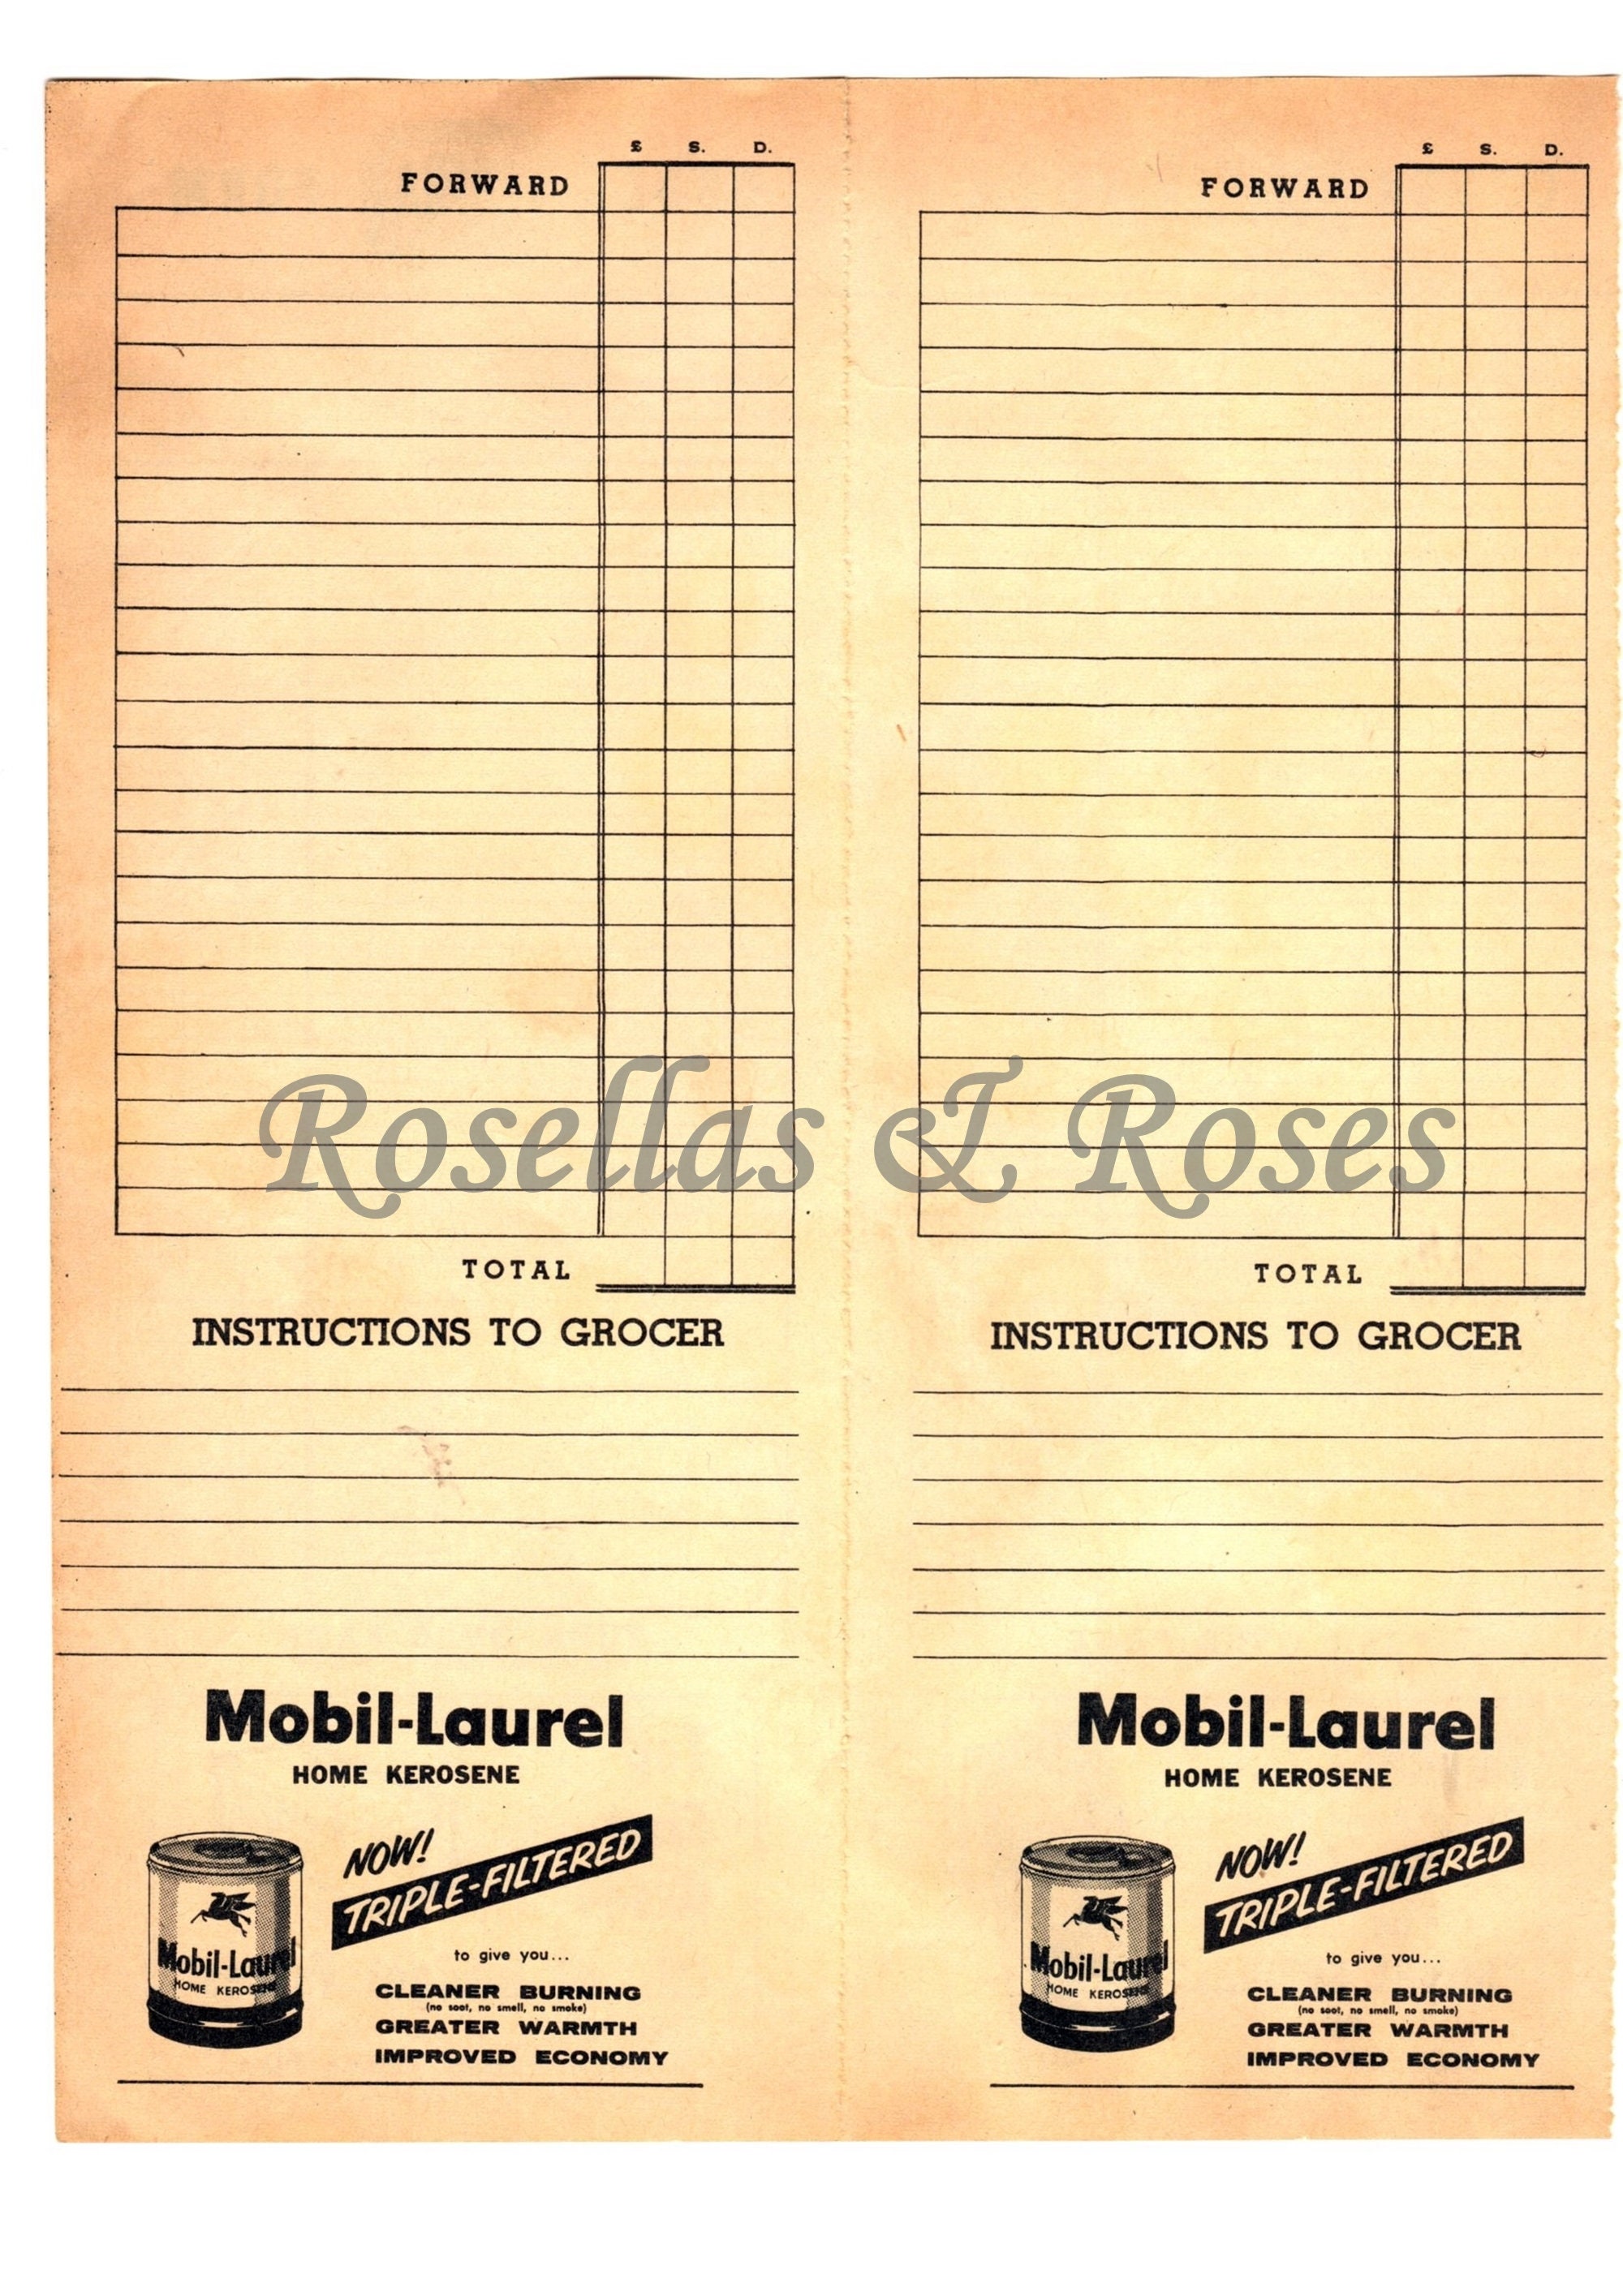 £ S. D.
FORWARD
TOTAL
INSTRUCTIONS TO GROCER
Mobil-Laurel
HOME KEROSENE
NOW!
TRIPLE-FILTERED
to give you...
Mobil-Laurel
HOME KEROSENE
CLEANER BURNING
(no soot, no smell, no smoke)
GREATER WARMTH
IMPROVED ECONOMY
£ S. D.
FORWARD
TOTAL
INSTRUCTIONS TO GROCER
Mobil-Laurel
HOME KEROSENE
NOW!
TRIPLE-FILTERED
to give you...
Mobil-Laurel
HOME KEROSENE
CLEANER BURNING
(no soot, no smell, no smoke)
GREATER WARMTH
IMPROVED ECONOMY
Rosellas & Roses